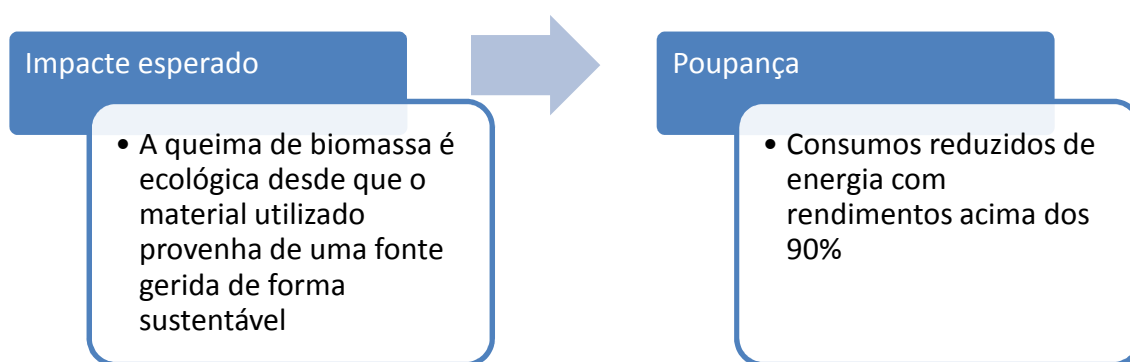 Impacte esperado
• A queima de biomassa é
ecológica desde que o
material utilizado
provenha de uma fonte
gerida de forma
sustentável
Poupança
• Consumos reduzidos de
energia com
rendimentos acima dos
90%